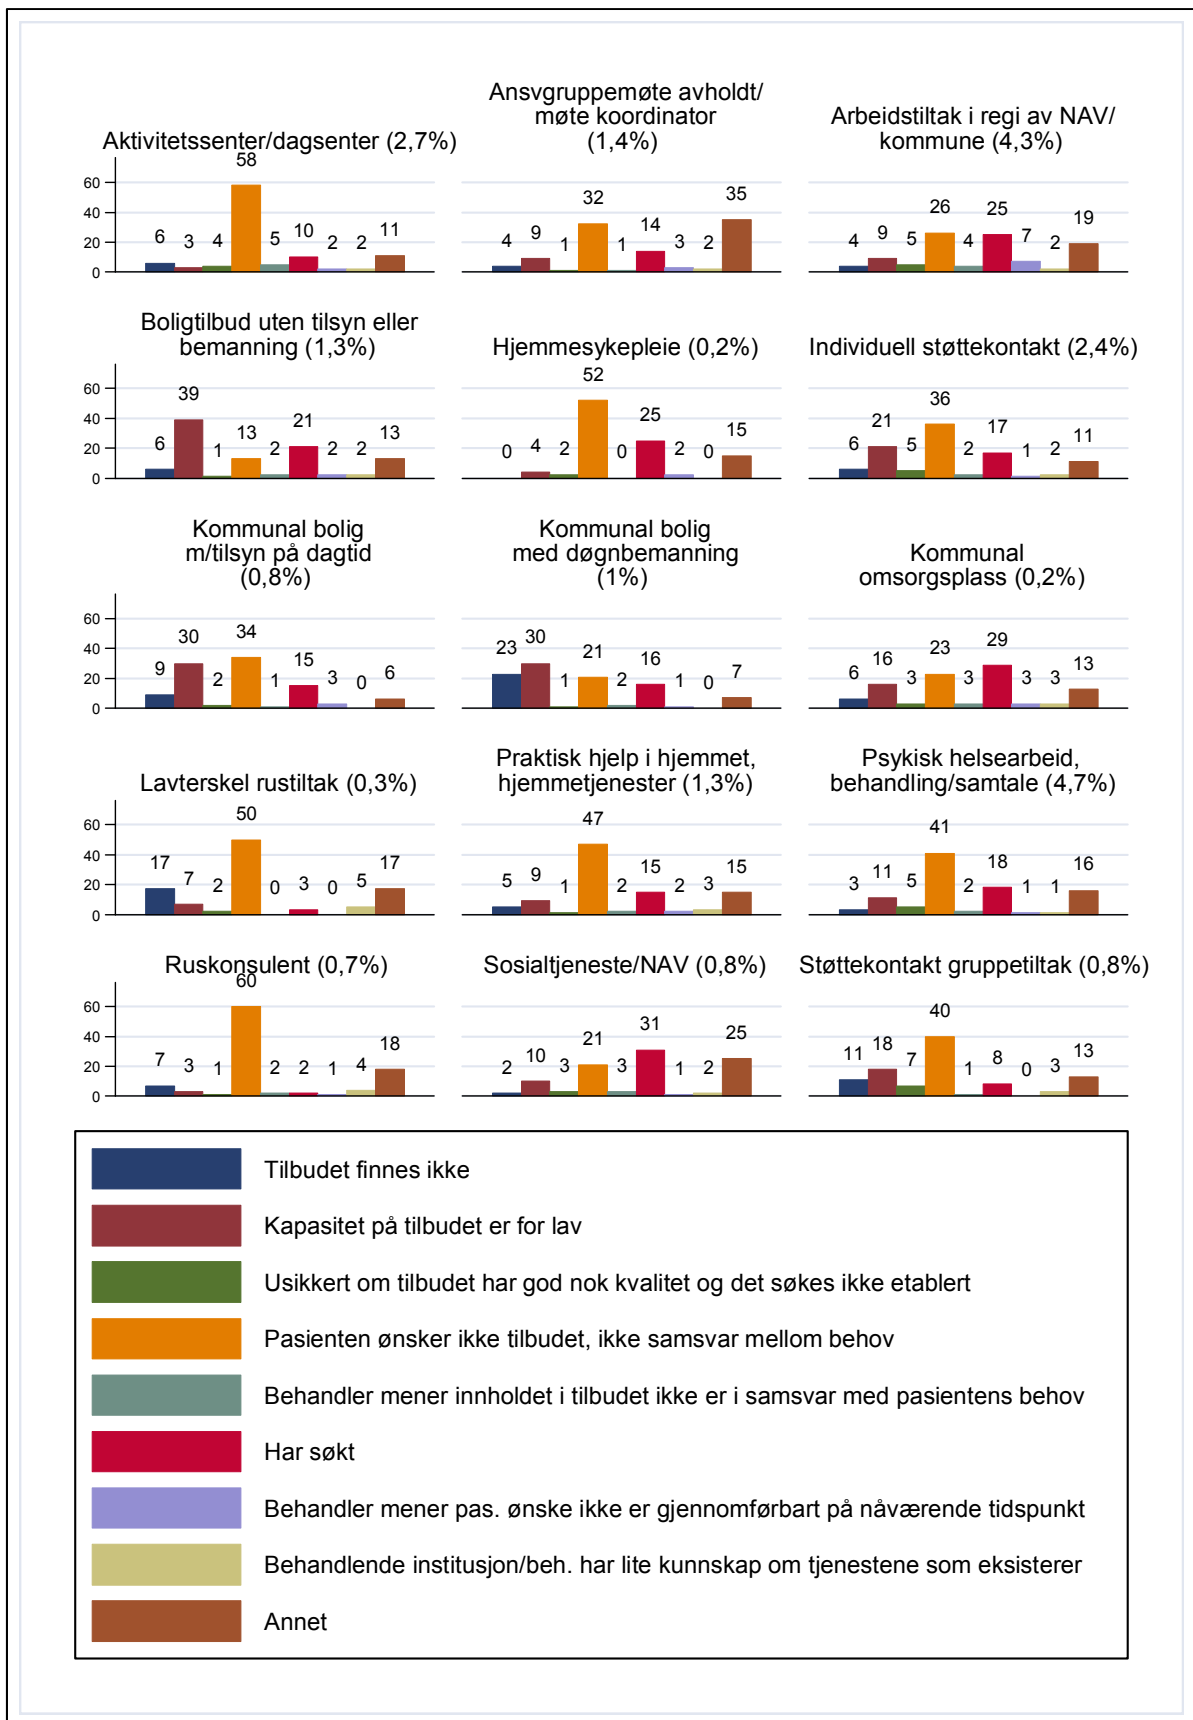 Aktivitetssenter/dagsenter (2,7%)
60
40
20
0
6 3 4 58 5 10 2 2 11
Ansvgruppemøte avholdt/
møte koordinator
(1,4%)
4 9 1 32 1 14 3 2 35
Arbeidstiltak i regi av NAV/
kommune (4,3%)
4 9 5 26 4 25 7 2 19
Boligtilbud uten tilsyn eller
bemanning (1,3%)
60
40
20
0
6 39 1 13 2 21 2 2 13
Hjemmesykepleie (0,2%)
0 4 2 52 0 25 2 0 15
Individuell støttekontakt (2,4%)
6 21 5 36 2 17 1 2 11
Kommunal bolig
m/tilsyn på dagtid
(0,8%)
60
40
20
0
9 30 2 34 1 15 3 0 6
Kommunal bolig
med døgnbemanning
(1%)
23 30 1 21 2 16 1 0 7
Kommunal
omsorgsplass (0,2%)
6 16 3 23 3 29 3 3 13
Lavterskel rustiltak (0,3%)
60
40
20
0
17 7 2 50 0 3 0 5 17
Praktisk hjelp i hjemmet,
hjemmetjenester (1,3%)
5 9 1 47 2 15 2 3 15
Psykisk helsearbeid,
behandling/samtale (4,7%)
3 11 5 41 2 18 1 1 16
Ruskonsulent (0,7%)
60
40
20
0
7 3 1 60 2 2 1 4 18
Sosialtjeneste/NAV (0,8%)
2 10 3 21 3 31 1 2 25
Støttekontakt gruppetiltak (0,8%)
11 18 7 40 1 8 0 3 13
Tilbudet finnes ikke
Kapasitet på tilbudet er for lav
Usikkert om tilbudet har god nok kvalitet og det søkes ikke etablert
Pasienten ønsker ikke tilbudet, ikke samsvar mellom behov
Behandler mener innholdet i tilbudet ikke er i samsvar med pasientens behov
Har søkt
Behandler mener pas. ønske ikke er gjennomførbart på nåværende tidspunkt
Behandlende institusjon/beh. har lite kunnskap om tjenestene som eksisterer
Annet